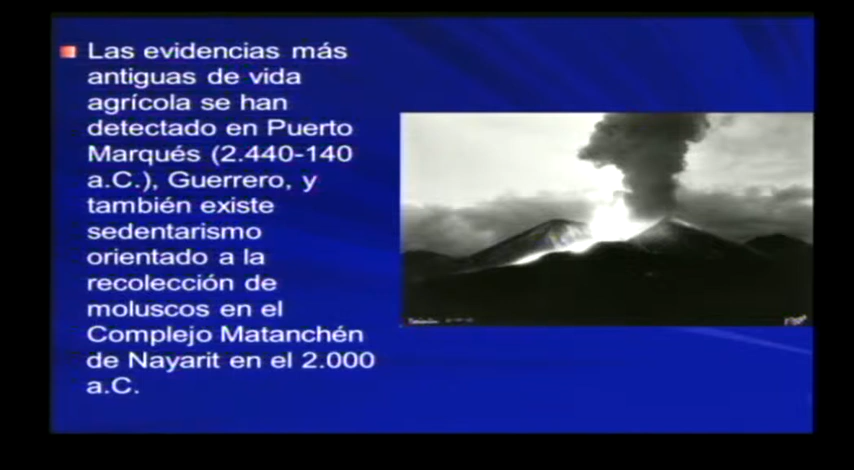 Las evidencias más
antiguas de vida
agrícola se han
detectado en Puerto
Marqués (2.440-140
a.C.), Guerrero, y
también existe
sedentarismo
orientado a la
recolección de
moluscos en el
Complejo Matanchén
de Nayarit en el 2.000
a.C.